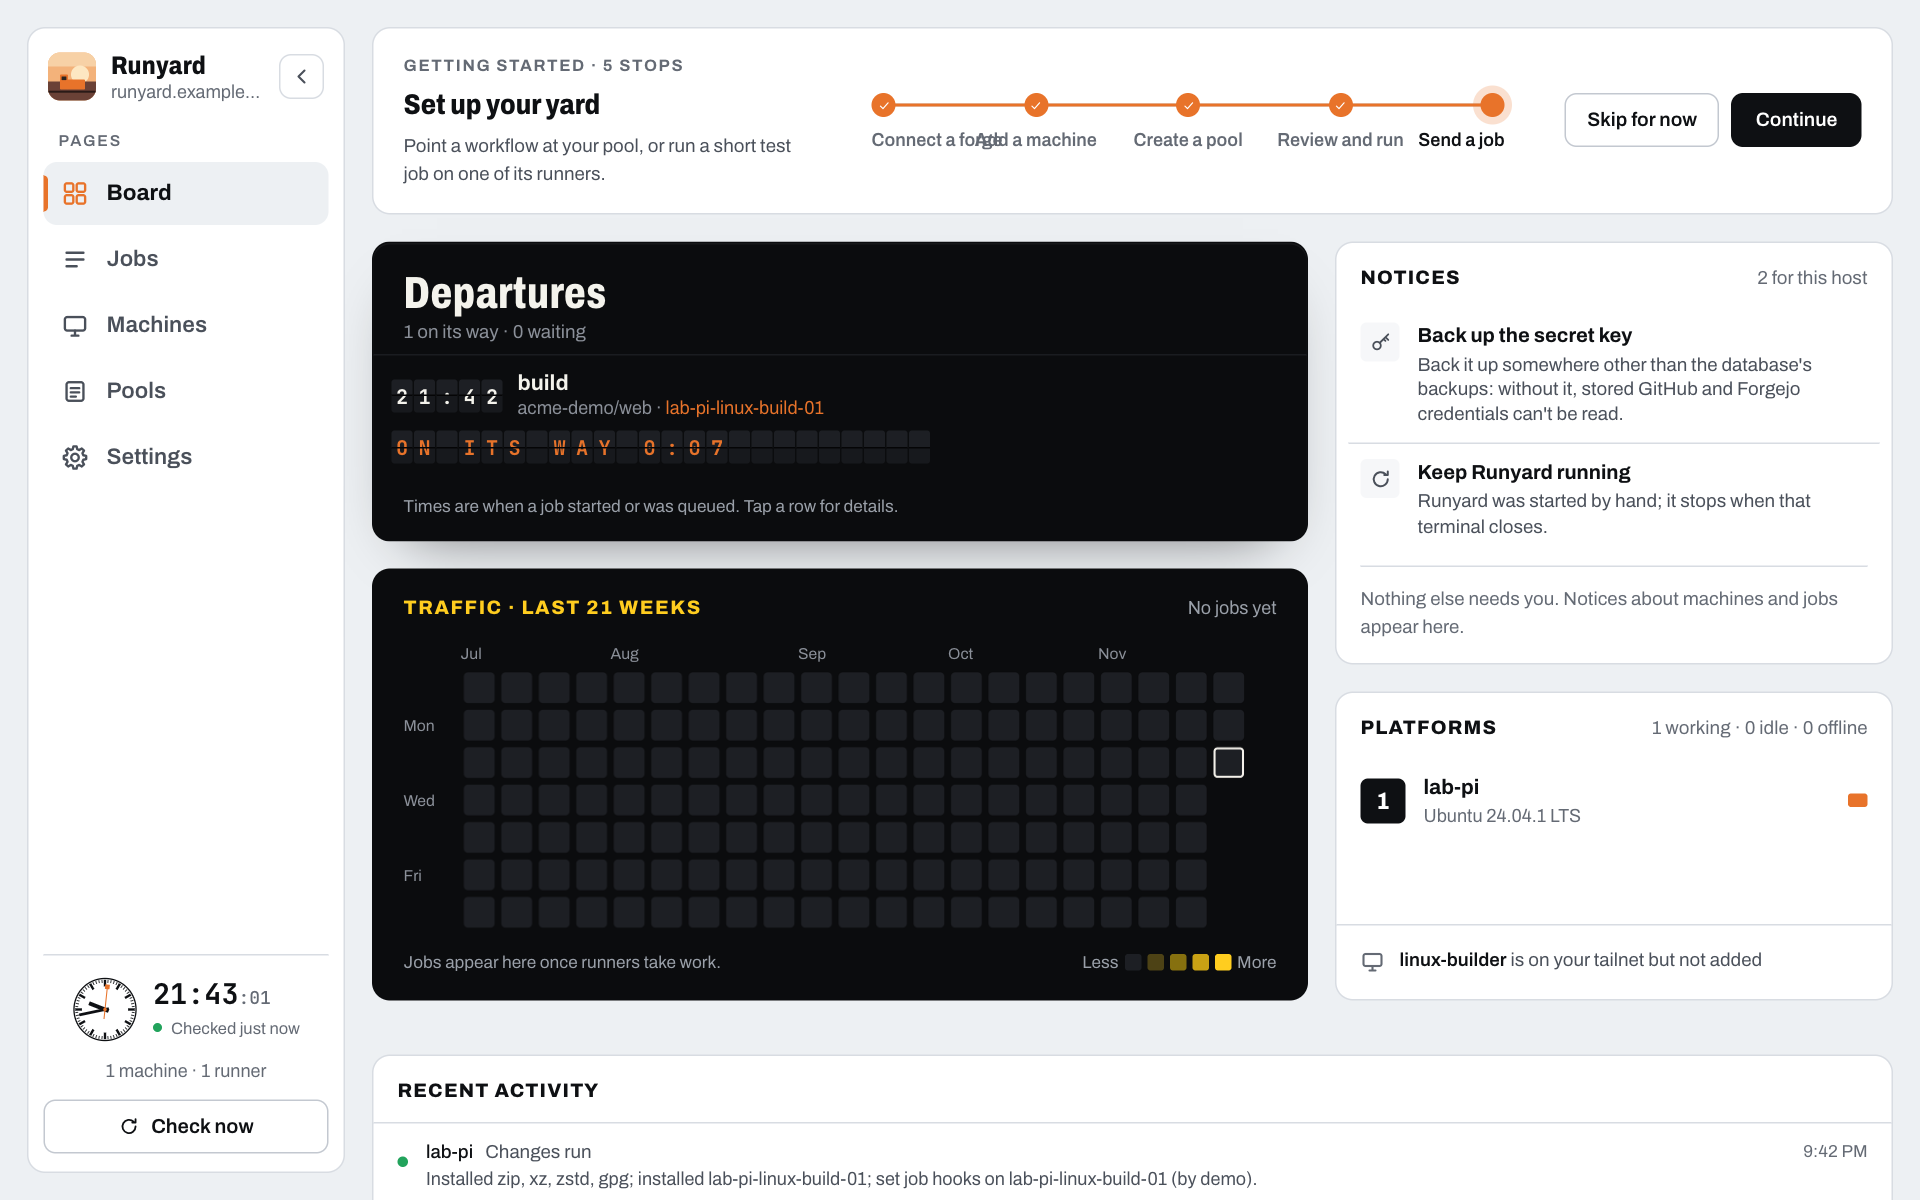 Runyard
runyard.example...
PAGES
Board
Jobs
Machines
Pools
Settings
21:43:01
Checked just now
1 machine · 1 runner
Check now
GETTING STARTED · 5 STOPS
Set up your yard
Point a workflow at your pool, or run a short test
job on one of its runners.
Connect a forge
Add a machine
Create a pool
Review and run
Send a job
Skip for now
Continue
Departures
1 on its way · 0 waiting
21:42
build
acme-demo/web · lab-pi-linux-build-01
ON ITS WAY 0:07
Times are when a job started or was queued. Tap a row for details.
TRAFFIC · LAST 21 WEEKS
No jobs yet
Jul Aug Sep Oct Nov
Mon
Wed
Fri
Jobs appear here once runners take work.
Less
More
NOTICES
2 for this host
Back up the secret key
Back it up somewhere other than the database's
backups: without it, stored GitHub and Forgejo
credentials can't be read.
Keep Runyard running
Runyard was started by hand; it stops when that
terminal closes.
Nothing else needs you. Notices about machines and jobs
appear here.
PLATFORMS
1 working · 0 idle · 0 offline
1
lab-pi
Ubuntu 24.04.1 LTS
linux-builder is on your tailnet but not added
RECENT ACTIVITY
lab-pi Changes run
9:42 PM
Installed zip, xz, zstd, gpg; installed lab-pi-linux-build-01; set job hooks on lab-pi-linux-build-01 (by demo).